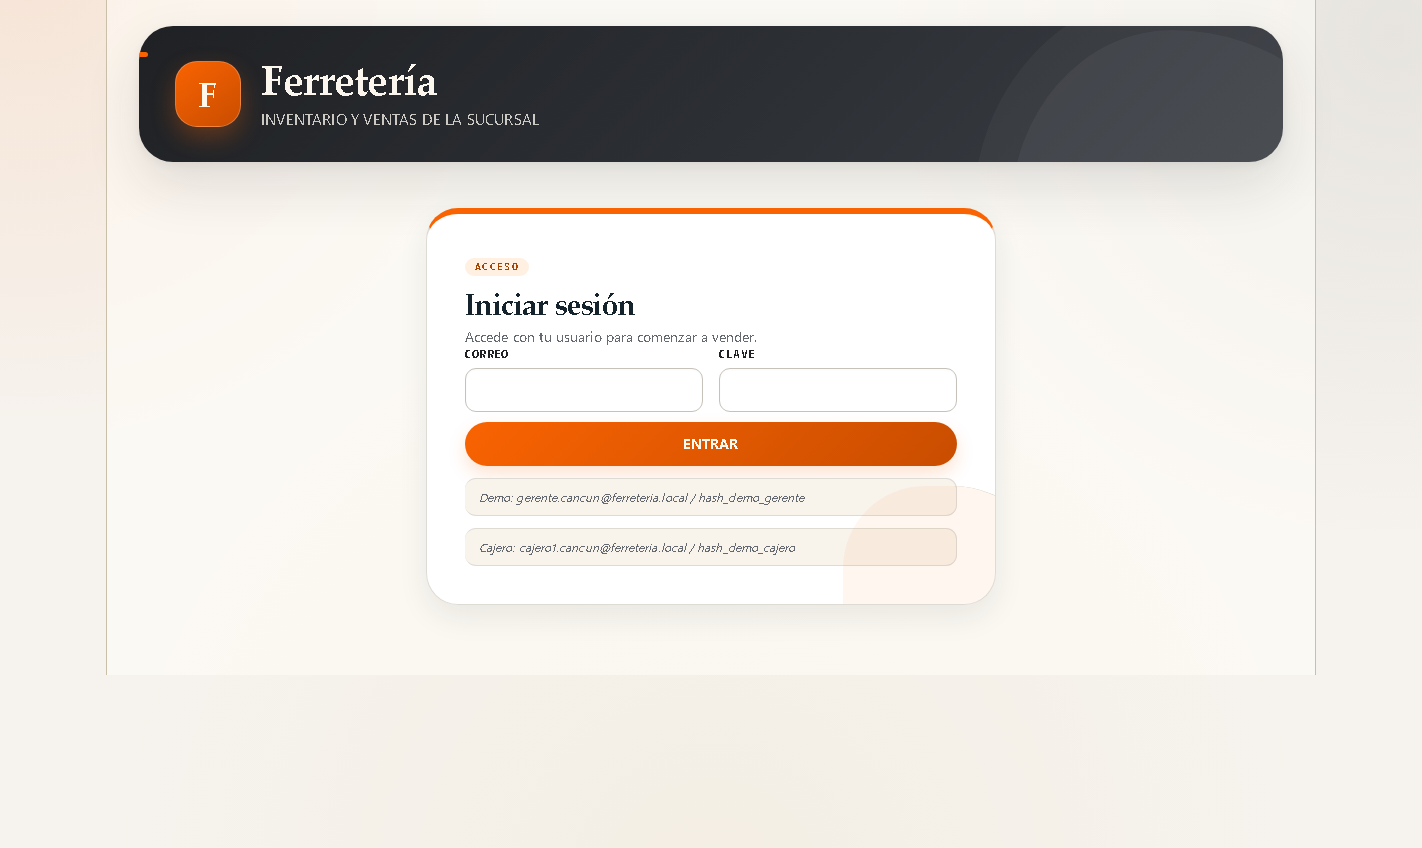 F
Ferretería
INVENTARIO Y VENTAS DE LA SUCURSAL
ACCESO
Iniciar sesión
Accede con tu usuario para comenzar a vender.
CORREO
CLAVE
ENTRAR
Demo: gerente.cancun@ferreteria.local / hash_demo_gerente
Cajero: cajero1.cancun@ferreteria.local / hash_demo_cajero